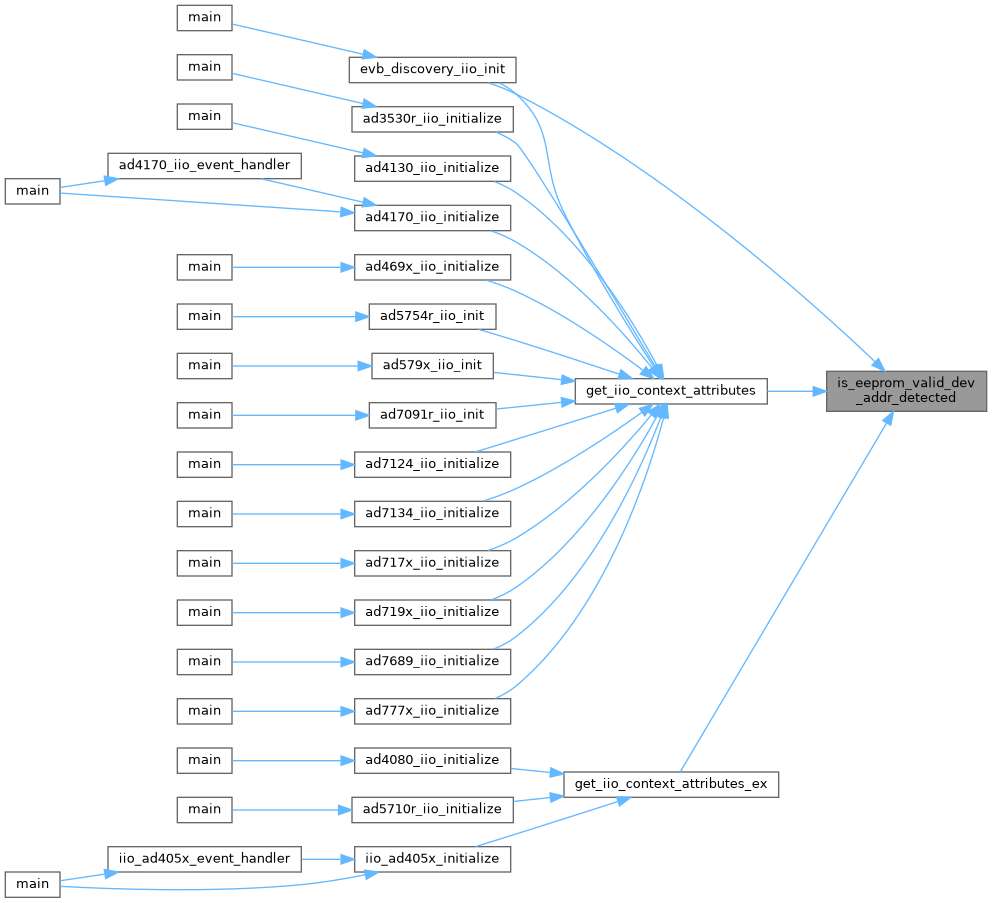 main
evb_discovery_iio_init
main
ad3530r_iio_initialize
main
ad4130_iio_initialize
ad4170_iio_event_handler
main
ad4170_iio_initialize
main
ad469x_iio_initialize
main
ad5754r_iio_init
main
ad579x_iio_init
get_iio_context_attributes
is_eeprom_valid_dev
_addr_detected
main
ad7091r_iio_init
main
ad7124_iio_initialize
main
ad7134_iio_initialize
main
ad717x_iio_initialize
main
ad719x_iio_initialize
main
ad7689_iio_initialize
main
ad777x_iio_initialize
main
ad4080_iio_initialize
get_iio_context_attributes_ex
main
ad5710r_iio_initialize
iio_ad405x_event_handler
iio_ad405x_initialize
main